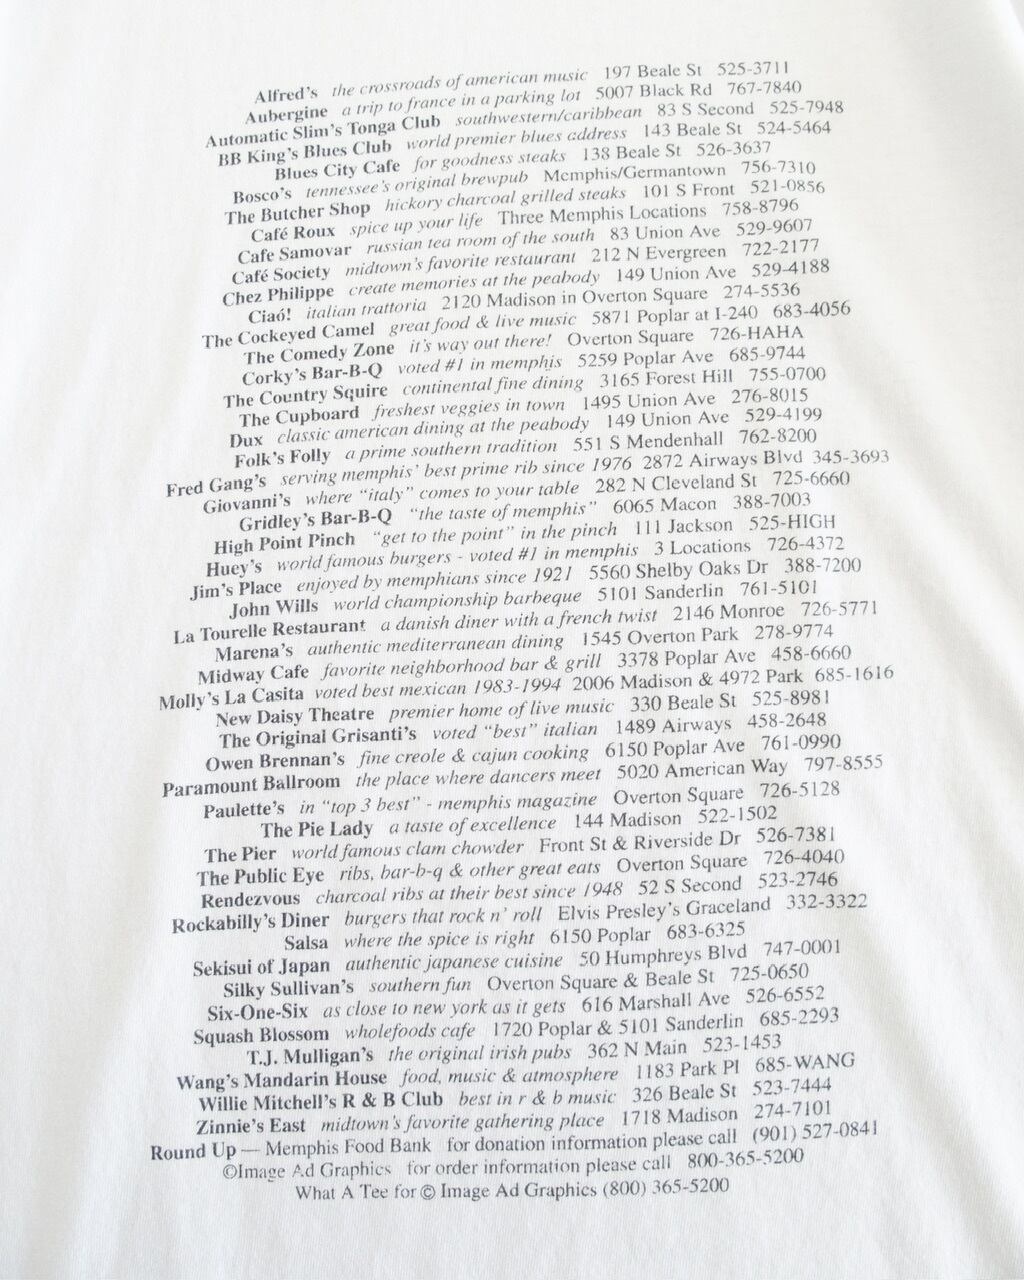 Alfred's the crossroads of american music 197 Beale St 525-3711
Aubergine a trip to france in a parking lot 5007 Black Rd 767-7840
Automatic Slim's Tonga Club southwestern/caribbean 83 S Second 525-7948
BB King's Blues Club world premier blues address 143 Beale St 524-5464
Blues City Cafe for goodness steaks 138 Beale St 526-3637
Bosco's tennessee's original brewpub Memphis/Germantown 756-7310
The Butcher Shop hickory charcoal grilled steaks 101 S Front 521-0856
Café Roux spice up your life Three Memphis Locations 758-8796
Cafe Samovar russian tea room of the south 83 Union Ave 529-9607
Café Society midtown's favorite restaurant 212 N Evergreen 722-2177
Chez Philippe create memories at the peabody 149 Union Ave 529-4188
Ciaó! italian trattoria 2120 Madison in Overton Square 274-5536
The Cockeyed Camel great food & live music 5871 Poplar at I-240 683-4056
The Comedy Zone it's way out there! Overton Square 726-HAHA
Corky's Bar-B-Q voted #1 in memphis 5259 Poplar Ave 685-9744
The Country Squire continental fine dining 3165 Forest Hill 755-0700
The Cupboard freshest veggies in town 1495 Union Ave 276-8015
Dux classic american dining at the peabody 149 Union Ave 529-4199
Folk's Folly a prime southern tradition 551 S Mendenhall 762-8200
Fred Gang's serving memphis' best prime rib since 1976 2872 Airways Blvd 345-3693
Giovanni's where "italy" comes to your table 282 N Cleveland St 725-6660
Gridley's Bar-B-Q "the taste of memphis" 6065 Macon 388-7003
High Point Pinch "get to the point" in the pinch 111 Jackson 525-HIGH
Huey's world famous burgers - voted #1 in memphis 3 Locations 726-4372
Jim's Place enjoyed by memphians since 1921 5560 Shelby Oaks Dr 388-7200
John Wills world championship barbeque 5101 Sanderlin 761-5101
La Tourelle Restaurant a danish diner with a french twist 2146 Monroe 726-5771
Marena's authentic mediterranean dining 1545 Overton Park 278-9774
Midway Cafe favorite neighborhood bar & grill 3378 Poplar Ave 458-6660
Molly's La Casita voted best mexican 1983-1994 2006 Madison & 4972 Park 685-1616
New Daisy Theatre premier home of live music 330 Beale St 525-8981
The Original Grisanti's voted "best" italian 1489 Airways 458-2648
Owen Brennan's fine creole & cajun cooking 6150 Poplar Ave 761-0990
Paramount Ballroom the place where dancers meet 5020 American Way 797-8555
Paulette's in "top 3 best" - memphis magazine Overton Square 726-5128
The Pie Lady a taste of excellence 144 Madison 522-1502
The Pier world famous clam chowder Front St & Riverside Dr 526-7381
The Public Eye ribs, bar-b-q & other great eats Overton Square 726-4040
Rendezvous charcoal ribs at their best since 1948 52 S Second 523-2746
Rockabilly's Diner burgers that rock n' roll Elvis Presley's Graceland 332-3322
Salsa where the spice is right 6150 Poplar 683-6325
Sekisui of Japan authentic japanese cuisine 50 Humphreys Blvd 747-0001
Silky Sullivan's southern fun Overton Square & Beale St 725-0650
Six-One-Six as close to new york as it gets 616 Marshall Ave 526-6552
Squash Blossom wholefoods cafe 1720 Poplar & 5101 Sanderlin 685-2293
T.J. Mulligan's the original irish pubs 362 N Main 523-1453
Wang's Mandarin House food, music & atmosphere 1183 Park Pl 685-WANG
Willie Mitchell's R & B Club best in r & b music 326 Beale St 523-7444
Zinnie's East midtown's favorite gathering place 1718 Madison 274-7101
Round Up — Memphis Food Bank for donation information please call (901) 527-0841
©Image Ad Graphics for order information please call 800-365-5200
What A Tee for © Image Ad Graphics (800) 365-5200